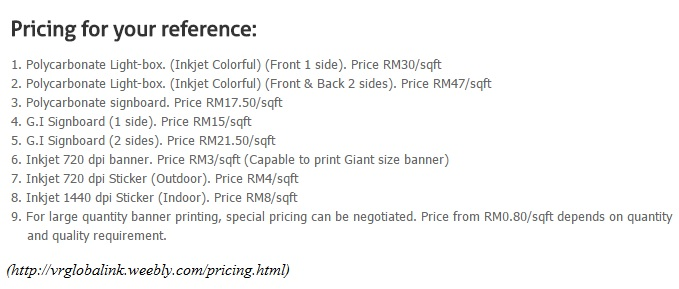 Pricing for your reference:
1. Polycarbonate Light-box. (Inkjet Colorful) (Front 1 side). Price RM30/sqft
2. Polycarbonate Light-box. (Inkjet Colorful) (Front & Back 2 sides). Price RM47/sqft
3. Polycarbonate signboard. Price RM17.50/sqft
4. G.I Signboard (1 side). Price RM15/sqft
5. G.I Signboard (2 sides). Price RM21.50/sqft
6. Inkjet 720 dpi banner. Price RM3/sqft (Capable to print Giant size banner)
7. Inkjet 720 dpi Sticker (Outdoor). Price RM4/sqft
8. Inkjet 1440 dpi Sticker (Indoor). Price RM8/sqft
9. For large quantity banner printing, special pricing can be negotiated. Price from RM0.80/sqft depends on quantity
and quality requirement.
(http://vrglobalink.weebly.com/pricing.html)